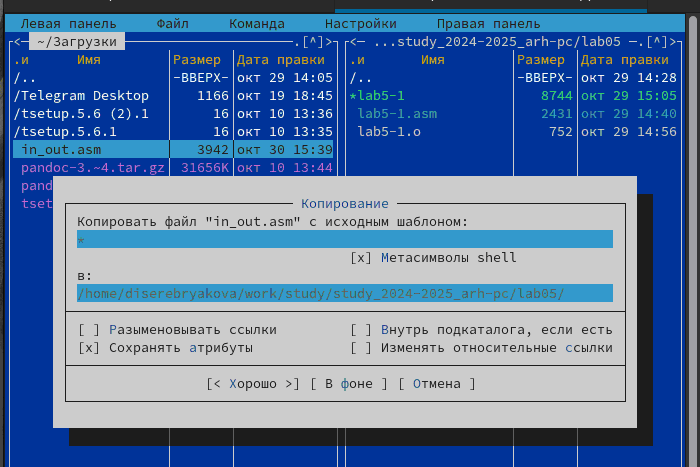 Левая панель Файл Команда Настройки Правая панель
<─ ~/Загрузки .[^]> <─ ...study_2024-2025_arh-pc/lab05 ─.[^]>
.и Имя Размер Дата правки .и Имя Размер Дата правки
/.. -ВВЕРХ- окт 29 14:05 /.. -ВВЕРХ- окт 29 14:28
/Telegram Desktop 1166 окт 19 18:45 *lab5-1 8744 окт 29 15:05
/tsetup.5.6 (2).1 16 окт 10 13:36 lab5-1.asm 2431 окт 29 14:40
/tsetup.5.6.1 16 окт 10 13:35 lab5-1.o 752 окт 29 14:56
in_out.asm 3942 окт 30 15:39
pandoc-3.~4.tar.gz 31656K окт 10 13:44
pand
tset
Копирование
Копировать файл "in_out.asm" с исходным шаблоном:
*
[x] Метасимволы shell
в:
/home/diserebryakova/work/study/study_2024-2025_arh-pc/lab05/
[ ] Разыменовывать ссылки [ ] Внутрь подкаталога, если есть
[x] Сохранять атрибуты [ ] Изменять относительные ссылки
[< Хорошо >] [ В фоне ] [ Отмена ]